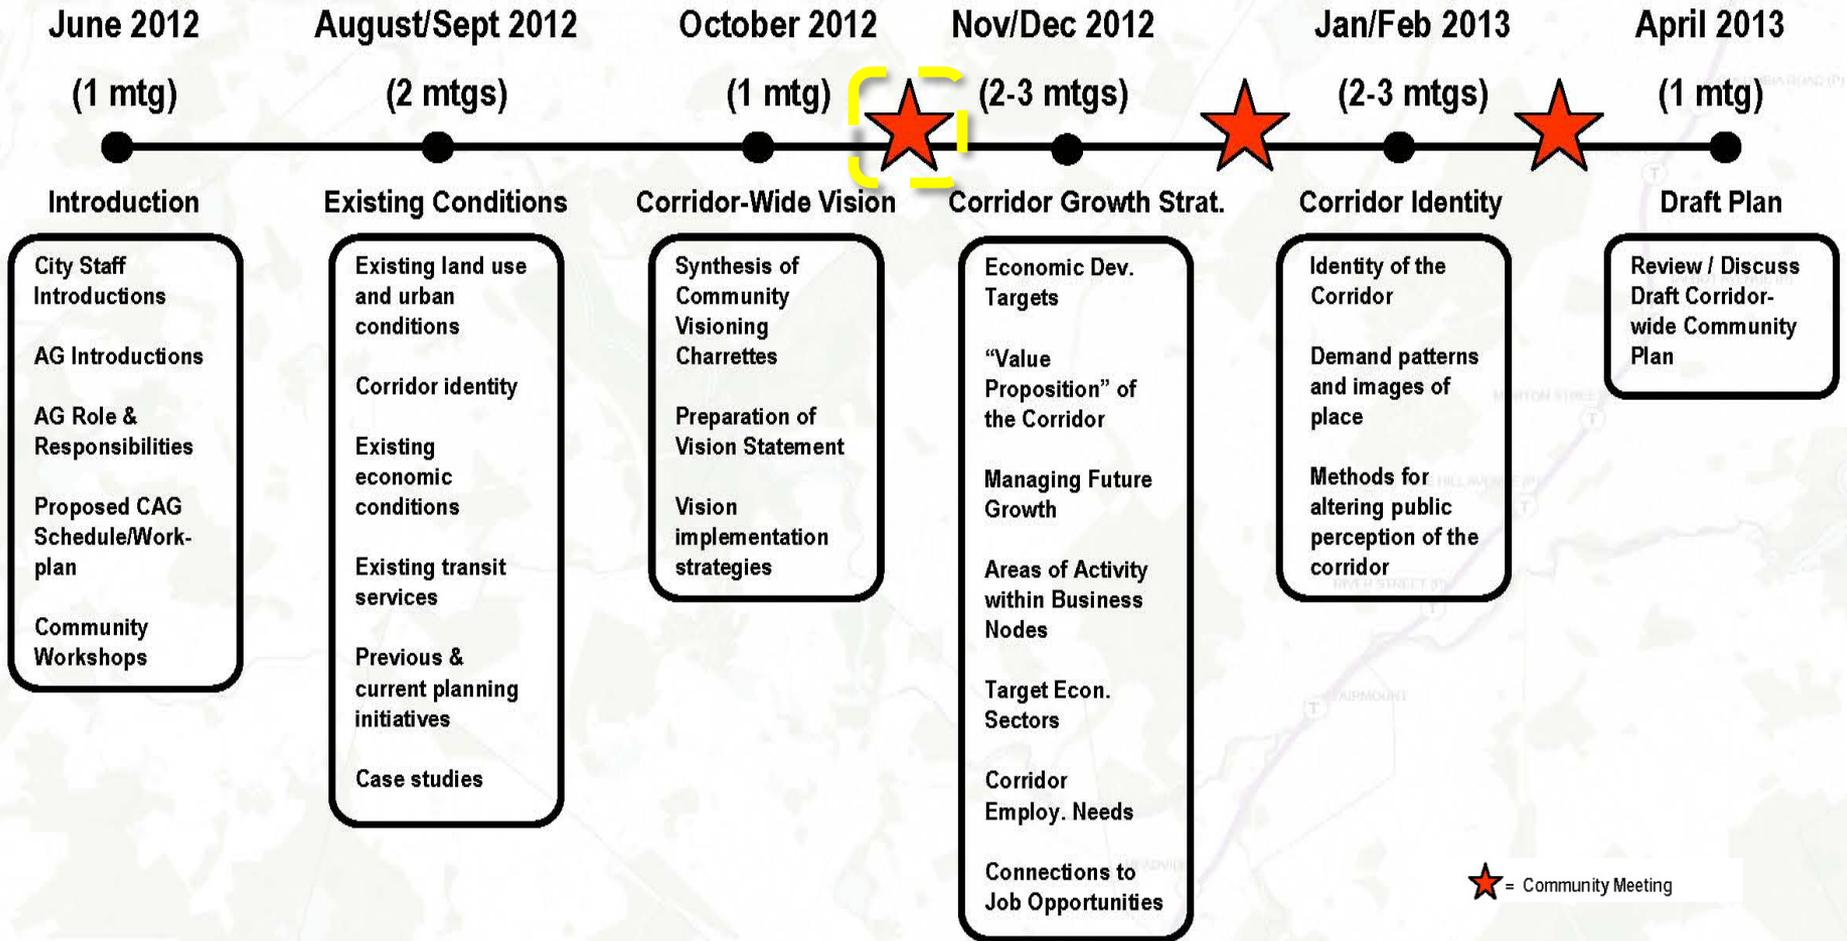 June 2012
(1 mtg)
Introduction
City Staff
Introductions
AG Introductions
AG Role &
Responsibilities
Proposed CAG
Schedule/Work-
plan
Community
Workshops
August/Sept 2012
(2 mtgs)
Existing Conditions
Existing land use
and urban
conditions
Corridor identity
Existing
economic
conditions
Existing transit
services
Previous &
current planning
initiatives
Case studies
October 2012
(1 mtg)
Corridor-Wide Vision
Synthesis of
Community
Visioning
Charrettes
Preparation of
Vision Statement
Vision
implementation
strategies
Nov/Dec 2012
(2-3 mtgs)
Corridor Growth Strat.
Economic Dev.
Targets
“Value
Proposition” of
the Corridor
Managing Future
Growth
Areas of Activity
within Business
Nodes
Target Econ.
Sectors
Corridor
Employ. Needs
Connections to
Job Opportunities
Jan/Feb 2013
(2-3 mtgs)
Corridor Identity
Identity of the
Corridor
Demand patterns
and images of
place
Methods for
altering public
perception of the
corridor
April 2013
(1 mtg)
Draft Plan
Review / Discuss
Draft Corridor-
wide Community
Plan
= Community Meeting
RIVER STREET (P)
T
T
T
T
T